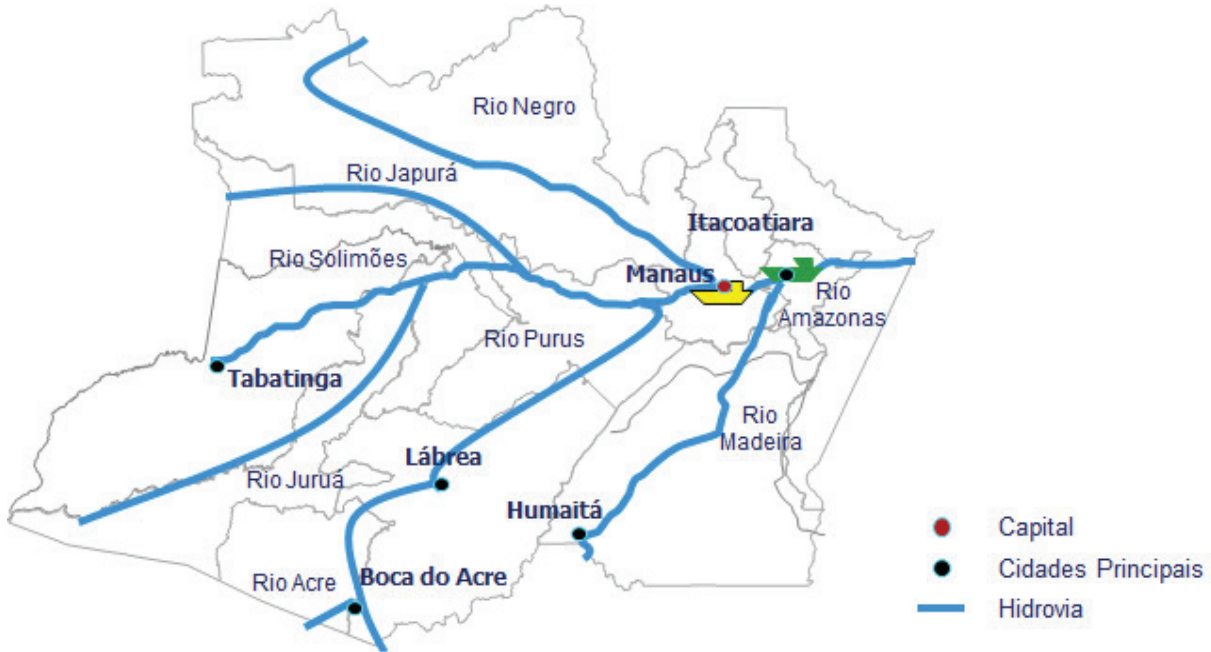 Rio Negro
Rio Japurá
Itacoatiara
Rio Solimões
Manaus
Rio
Amazonas
Rio Purus
Tabatinga
Rio
Madeira
Lábrea
Rio Juruá
Humaitá
Capital
Cidades Principais
Rio Acre
Boca do Acre
Hidrovia